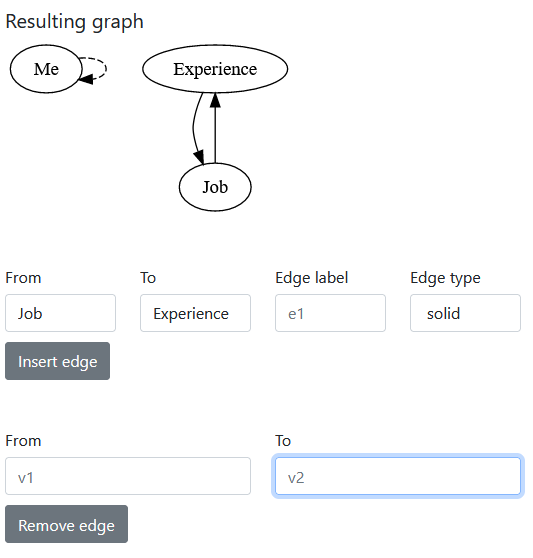 Resulting graph
Me Experience
Job
From To Edge label Edge type
Job Experience e1 solid
Insert edge
From To
v1 v2
Remove edge